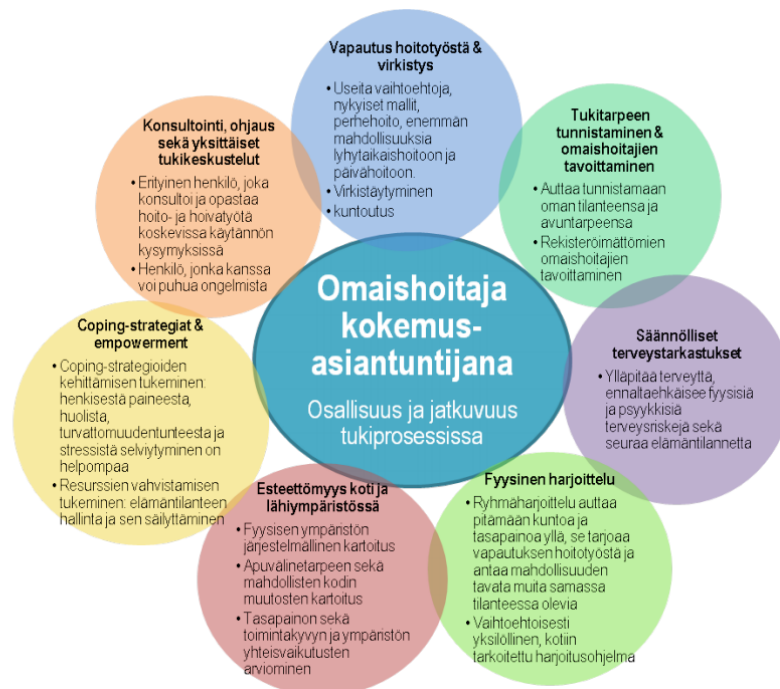 Vapautus hoitotyöstä &
virkistys
• Useita vaihtoehtoja,
nykyiset mallit,
perhehoito, enemmän
mahdollisuuksia
lyhytaikaishoitoon ja
päivähoitoon.
• Virkistäytyminen
• kuntoutus
Tukitarpeen
tunnistaminen &
omaishoitajien
tavoittaminen
• Auttaa tunnistamaan
oman tilanteensa ja
avuntarpeensa
• Rekisteröimättömien
omaishoitajien
tavoittaminen
Säännölliset
terveystarkastukset
• Ylläpitää terveyttä,
ennaltaehkäisee fyysisiä
ja psyykkisiä
terveysriskejä sekä
seuraa elämäntilannetta
Fyysinen harjoittelu
• Ryhmäharjoittelu auttaa
pitämään kuntoa ja
tasapainoa yllä, se tarjoaa
vapautuksen hoitotyöstä ja
antaa mahdollisuuden
tavata muita samassa
tilanteessa olevia
• Vaihtoehtoisesti
yksilöllinen, kotiin
tarkoitettu harjoitusohjelma
Esteettömyys koti ja
lähiympäristössä
• Fyysisen ympäristön
järjestelmällinen kartoitus
• Apuvälinetarpeen sekä
mahdollisten kodin
muutosten kartoitus
• Tasapainon sekä
toimintakyvyn ja ympäristön
yhteisvaikutusten
arvioiminen
Coping-strategiat &
empowerment
• Coping-strategioiden
kehittämisen tukeminen:
henkisestä paineesta,
huolista,
turvattomuudentunteesta ja
stressistä selviytyminen on
helpompaa
• Resurssien vahvistamisen
tukeminen: elämäntilanteen
hallinta ja sen säilyttäminen
Konsultointi, ohjaus
sekä yksittäiset
tukikeskustelut
• Erityinen henkilö, joka
konsultoi ja opastaa
hoito- ja hoivatyötä
koskevissa käytännön
kysymyksissä
• Henkilö, jonka kanssa
voi puhua ongelmista
Omaishoitaja
kokemus-
asiantuntijana
Osallisuus ja jatkuvuus
tukiprosessissa